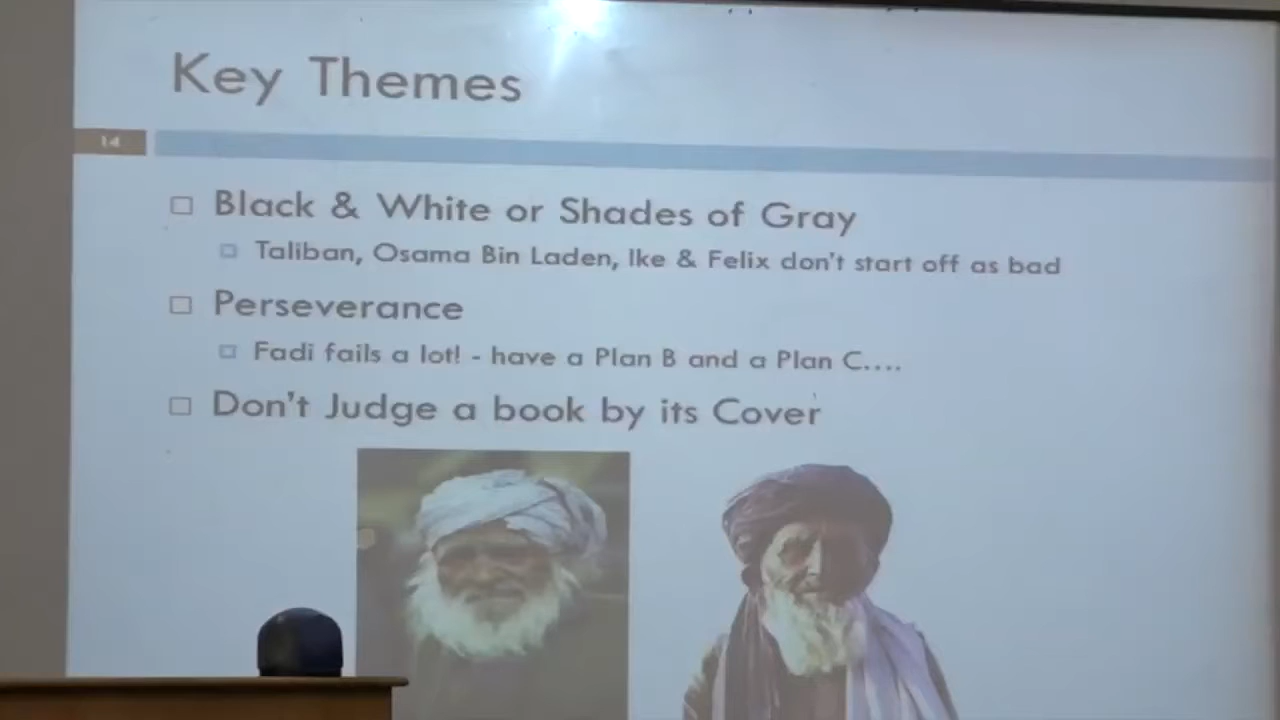 Key Themes
14
Black & White or Shades of Gray
Taliban, Osama Bin Laden, Ike & Felix don't start off as bad
Perseverance
Fadi fails a lot! - have a Plan B and a Plan C....
Don't Judge a book by its Cover